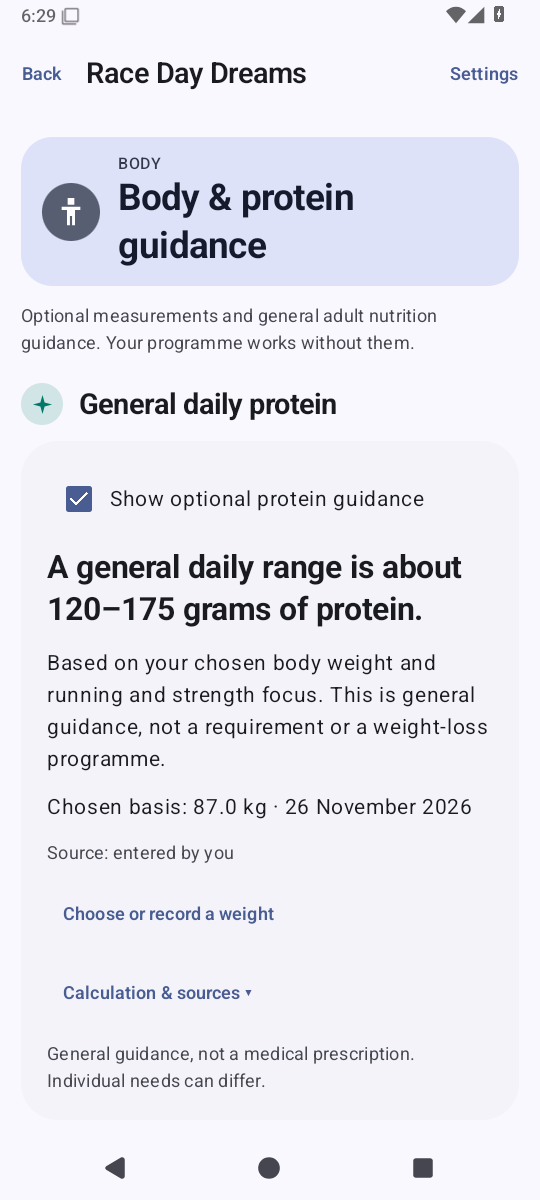 6:29
Back
Race Day Dreams
Settings
BODY
Body & protein
guidance
Optional measurements and general adult nutrition
guidance. Your programme works without them.
General daily protein
Show optional protein guidance
A general daily range is about
120–175 grams of protein.
Based on your chosen body weight and
running and strength focus. This is general
guidance, not a requirement or a weight-loss
programme.
Chosen basis: 87.0 kg · 26 November 2026
Source: entered by you
Choose or record a weight
Calculation & sources ▾
General guidance, not a medical prescription.
Individual needs can differ.